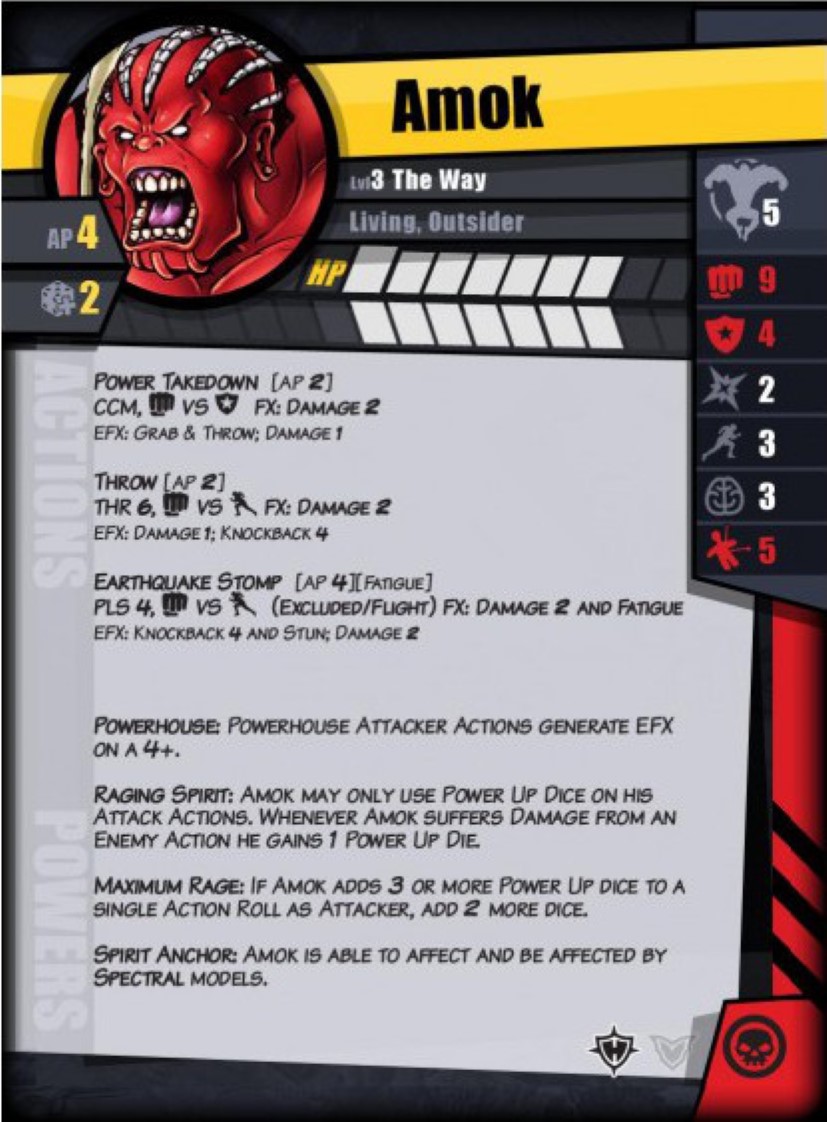 Amok
Lvl3 The Way
Living, Outsider
AP 4
HP
2
5
9
4
2
3
3
5
ACTIONS
POWER TAKEDOWN [AP 2]
CCM, VS FX: DAMAGE 2
EFX: GRAB & THROW; DAMAGE 1
THROW [AP 2]
THR 6, VS FX: DAMAGE 2
EFX: DAMAGE 1; KNOCKBACK 4
EARTHQUAKE STOMP [AP 4][FATIGUE]
PLS 4, VS (EXCLUDED/FLIGHT) FX: DAMAGE 2 AND FATIGUE
EFX: KNOCKBACK 4 AND STUN; DAMAGE 2
POWERS
POWERHOUSE: POWERHOUSE ATTACKER ACTIONS GENERATE EFX
ON A 4+.
RAGING SPIRIT: AMOK MAY ONLY USE POWER UP DICE ON HIS
ATTACK ACTIONS. WHENEVER AMOK SUFFERS DAMAGE FROM AN
ENEMY ACTION HE GAINS 1 POWER UP DIE.
MAXIMUM RAGE: IF AMOK ADDS 3 OR MORE POWER UP DICE TO A
SINGLE ACTION ROLL AS ATTACKER, ADD 2 MORE DICE.
SPIRIT ANCHOR: AMOK IS ABLE TO AFFECT AND BE AFFECTED BY
SPECTRAL MODELS.
H